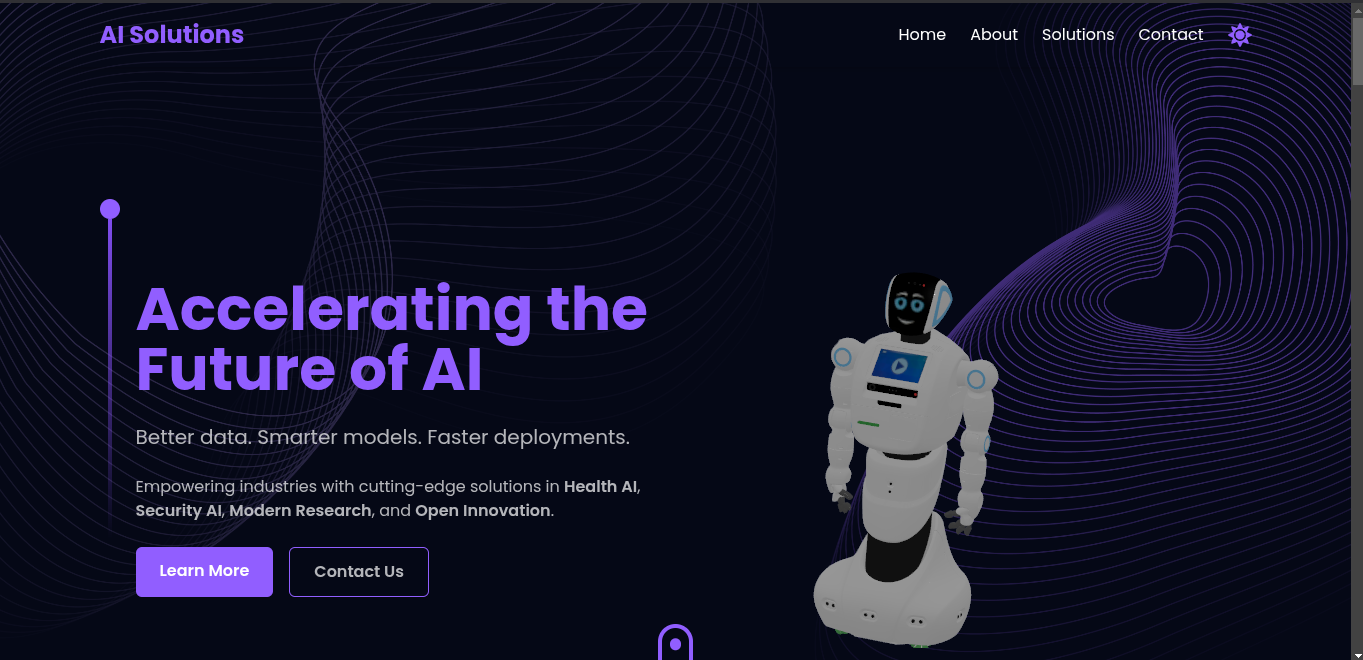 AI Solutions
Home About Solutions Contact
Accelerating the
Future of AI
Better data. Smarter models. Faster deployments.
Empowering industries with cutting-edge solutions in Health AI,
Security AI, Modern Research, and Open Innovation.
Learn More Contact Us